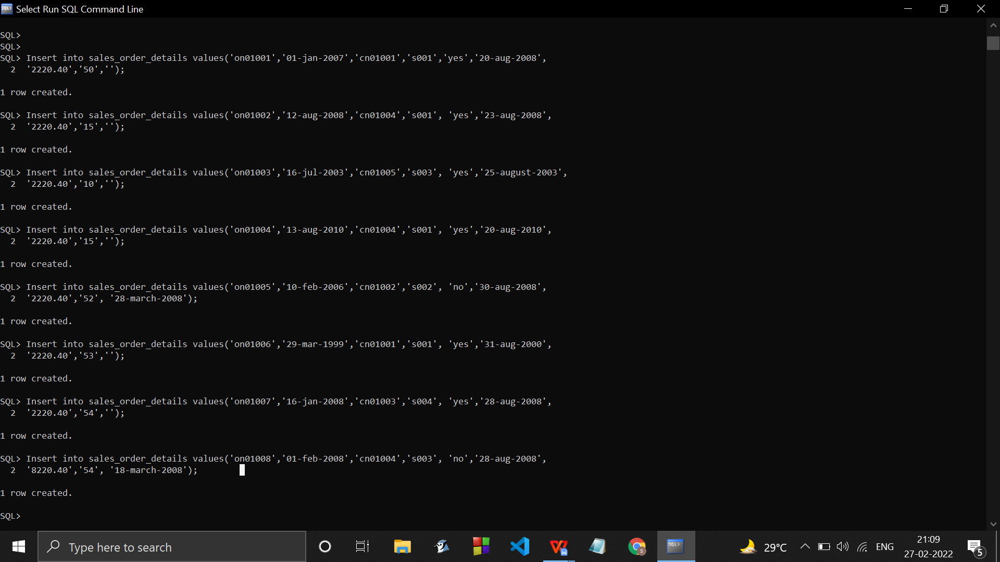 Select Run SQL Command Line
SQL>
SQL>
SQL> Insert into sales_order_details values('on01001','01-jan-2007','cn01001','s001','yes','20-aug-2008',
2 '2220.40','50','');
1 row created.
SQL> Insert into sales_order_details values('on01002','12-aug-2008','cn01004','s001', 'yes','23-aug-2008',
2 '2220.40','15','');
1 row created.
SQL> Insert into sales_order_details values('on01003','16-jul-2003','cn01005','s003', 'yes','25-august-2003',
2 '2220.40','10','');
1 row created.
SQL> Insert into sales_order_details values('on01004','13-aug-2010','cn01004','s001', 'yes','20-aug-2010',
2 '2220.40','15','');
1 row created.
SQL> Insert into sales_order_details values('on01005','10-feb-2006','cn01002','s002', 'no','30-aug-2008',
2 '2220.40','52', '28-march-2008');
1 row created.
SQL> Insert into sales_order_details values('on01006','29-mar-1999','cn01001','s001', 'yes','31-aug-2000',
2 '2220.40','53','');
1 row created.
SQL> Insert into sales_order_details values('on01007','16-jan-2008','cn01003','s004', 'yes','28-aug-2008',
2 '2220.40','54','');
1 row created.
SQL> Insert into sales_order_details values('on01008','01-feb-2008','cn01004','s003', 'no','28-aug-2008',
2 '8220.40','54', '18-march-2008');
1 row created.
SQL>
Type here to search
29°C
ENG
21:09
27-02-2022
5